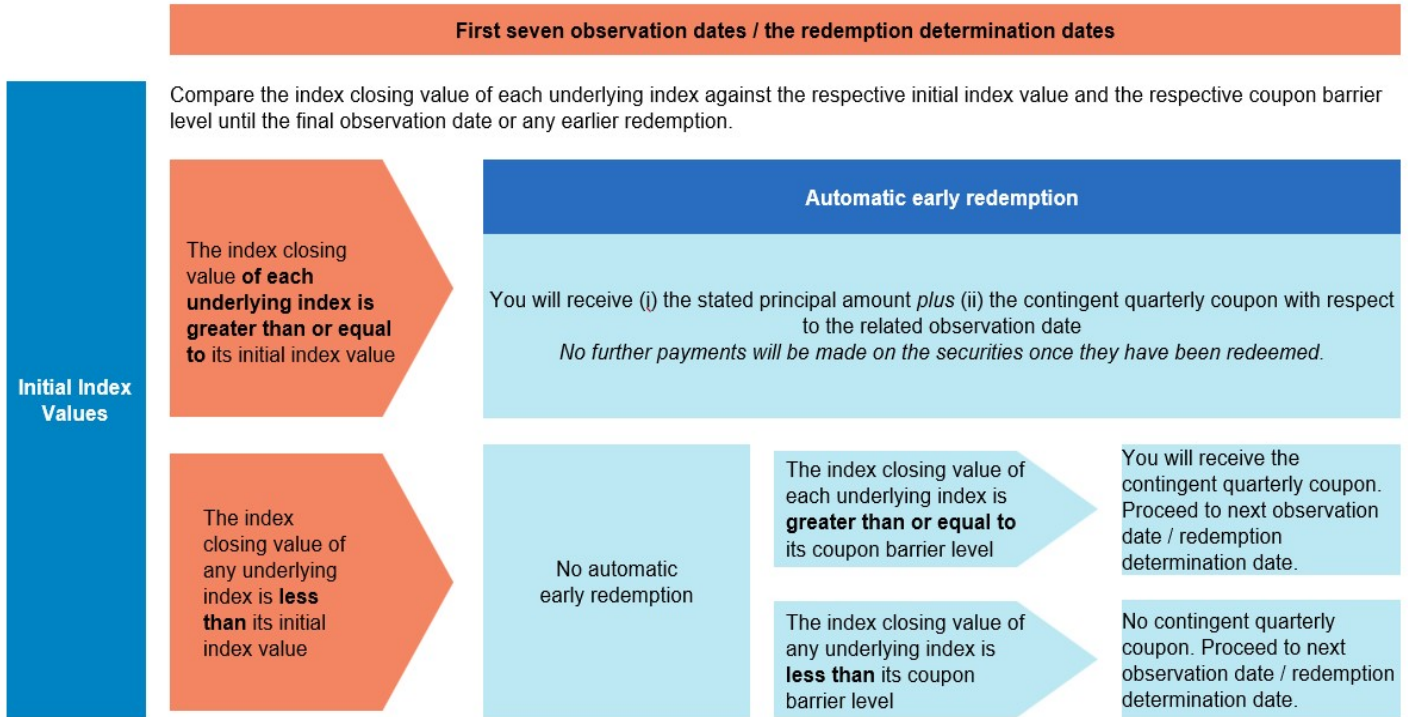 First seven observation dates / the redemption determination dates
Compare the index closing value of each underlying index against the respective initial index value and the respective coupon barrier
level until the final observation date or any earlier redemption.
Initial Index
Values
The index closing
value of each
underlying index is
greater than or equal
to its initial index value
Automatic early redemption
You will receive (i) the stated principal amount plus (ii) the contingent quarterly coupon with respect
to the related observation date
No further payments will be made on the securities once they have been redeemed.
The index
closing value of
any underlying
index is less
than its initial
index value
No automatic
early redemption
The index closing value of
each underlying index is
greater than or equal to
its coupon barrier level
You will receive the
contingent quarterly coupon.
Proceed to next observation
date / redemption
determination date.
The index closing value of
any underlying index is
less than its coupon
barrier level
No contingent quarterly
coupon. Proceed to next
observation date / redemption
determination date.